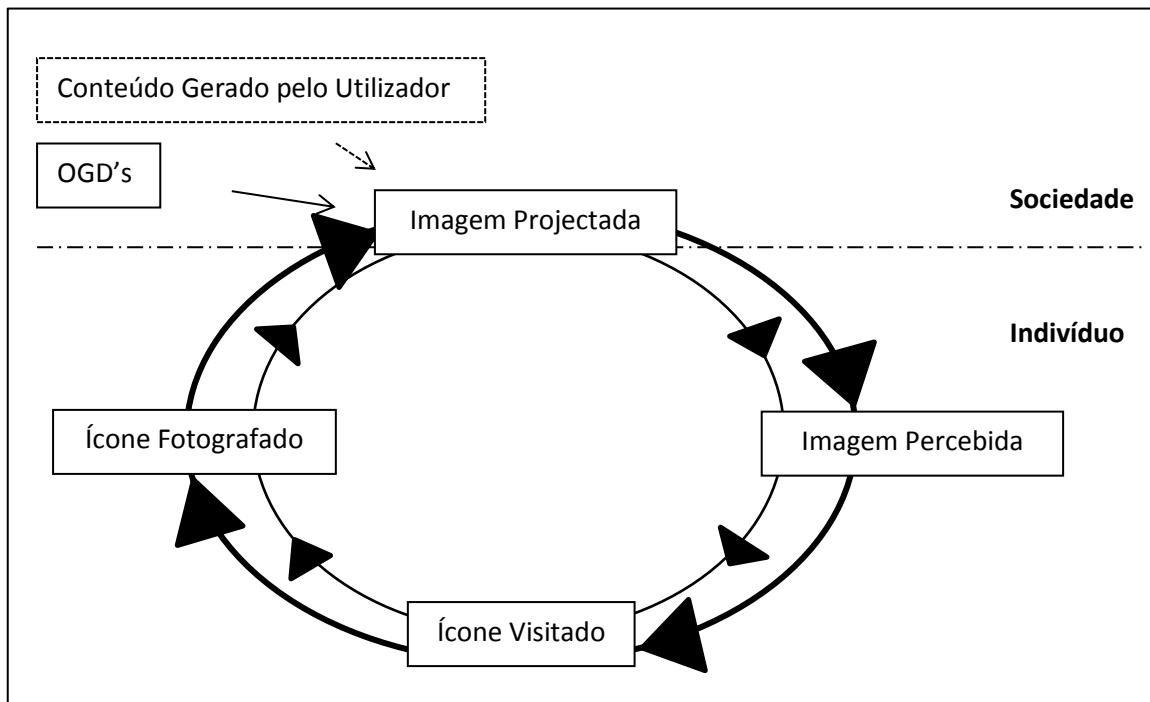 Conteúdo Gerado pelo Utilizador
OGD’s
Imagem Projectada
Sociedade
Indivíduo
Ícone Fotografado
Imagem Percebida
Ícone Visitado